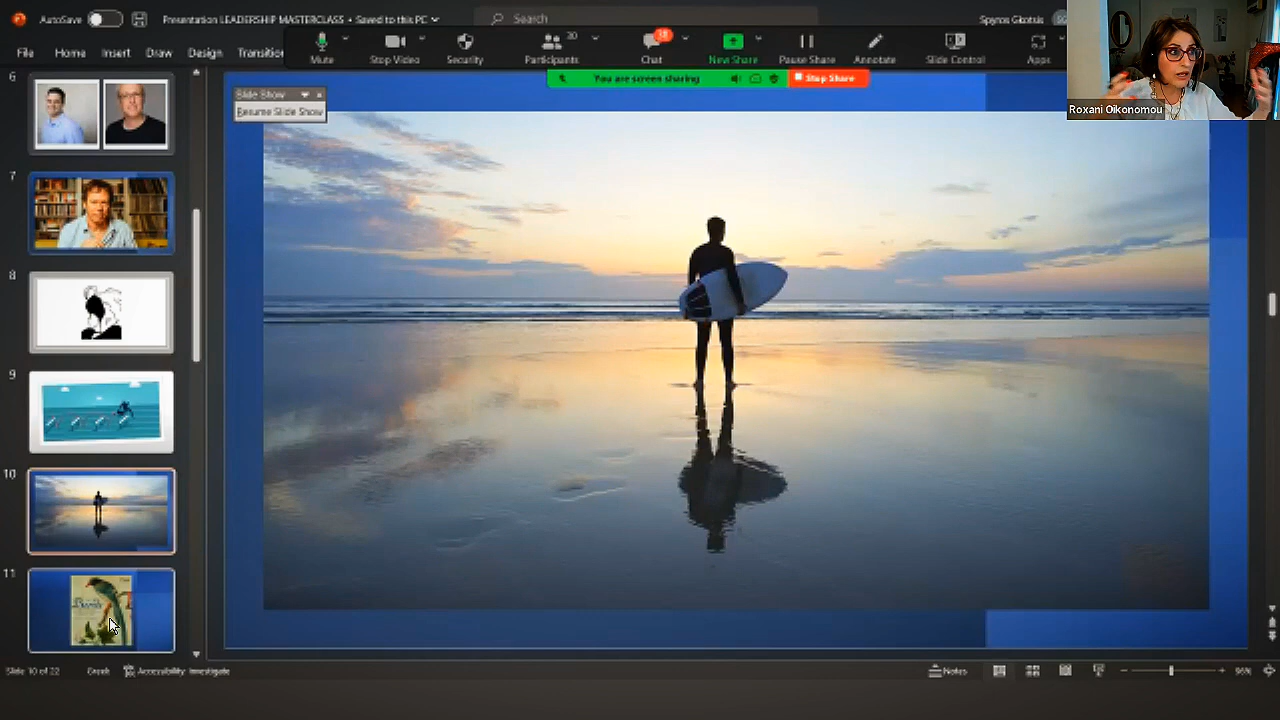 AutoSave
Presentation LEADERSHIP MASTERCLASS • Saved to this PC
Search
Spyros Gkotsis
File Home Insert Draw Design Transition
Mute
Stop Video
Security
Participants
Chat
New Share
Pause Share
Annotate
Slide Control
Apps
You are screen sharing
Stop Share
Roxani Oikonomou
Slide Show
Resume Slide Show
6
7
8
9
10
11
Slide 10 of 22
Greek
Accessibility: Investigate
Notes
96%